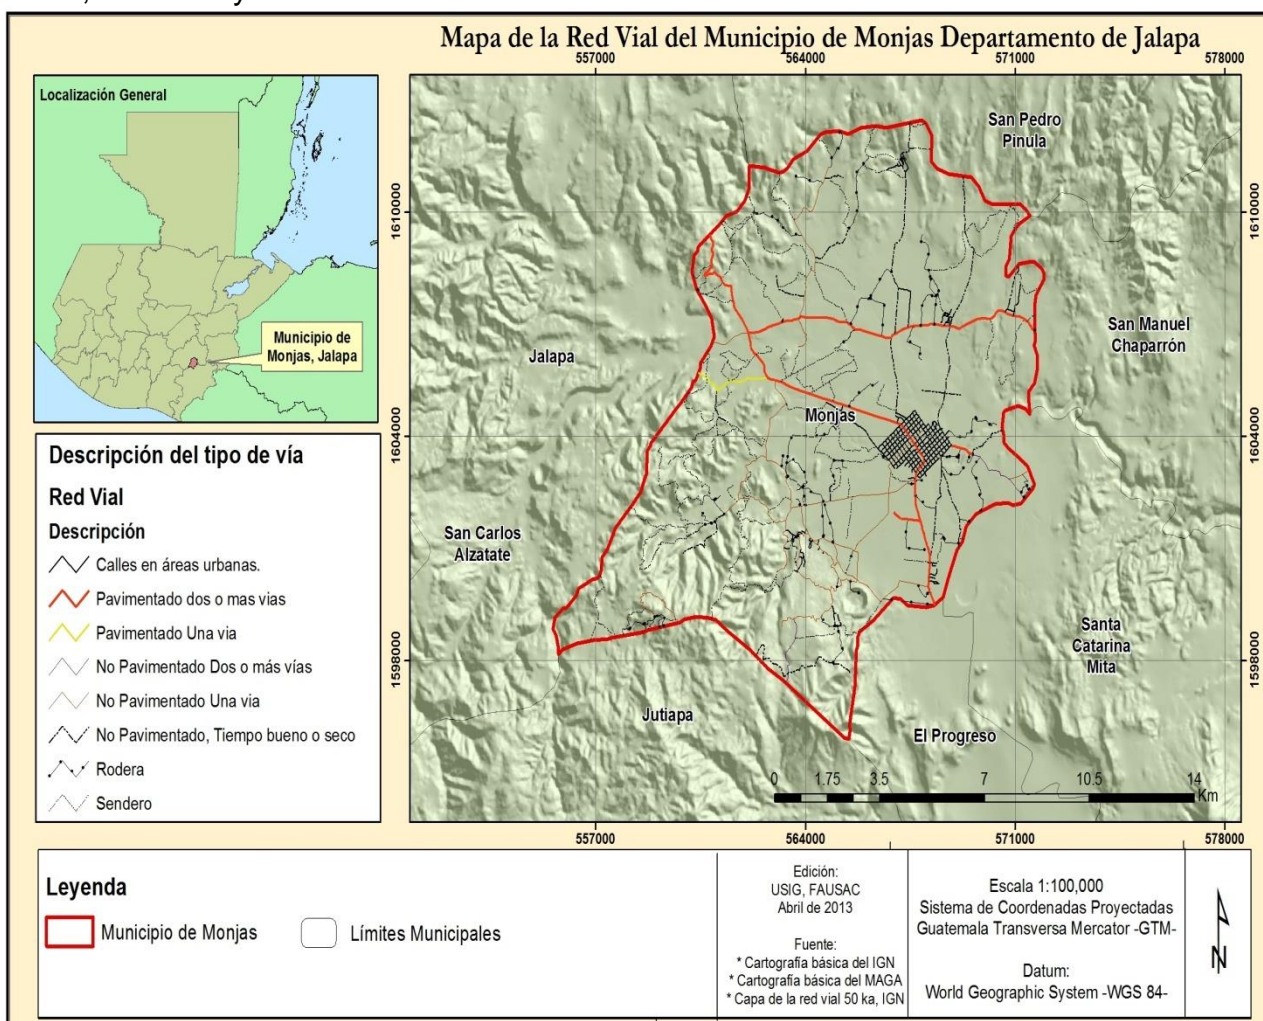 Mapa de la Red Vial del Municipio de Monjas Departamento de Jalapa
557000
564000
571000
578000
Localización General
Municipio de
Monjas, Jalapa
1610000
1604000
1598000
San Pedro
Pinula
Jalapa
San Manuel
Chaparrón
Monjas
San Carlos
Alzatate
Santa
Catarina
Mita
Jutiapa
El Progreso
1610000
1604000
1598000
0 1.75 3.5 7 10.5 14
Km
557000
564000
571000
578000
Descripción del tipo de vía
Red Vial
Descripción
Calles en áreas urbanas.
Pavimentado dos o mas vias
Pavimentado Una via
No Pavimentado Dos o más vías
No Pavimentado Una via
No Pavimentado, Tiempo bueno o seco
Rodera
Sendero
Leyenda
Municipio de Monjas
Límites Municipales
Edición:
USIG, FAUSAC
Abril de 2013
Fuente:
* Cartografía básica del IGN
* Cartografía básica del MAGA
* Capa de la red vial 50 ka, IGN
Escala 1:100,000
Sistema de Coordenadas Proyectadas
Guatemala Transversa Mercator -GTM-
Datum:
World Geographic System -WGS 84-
N